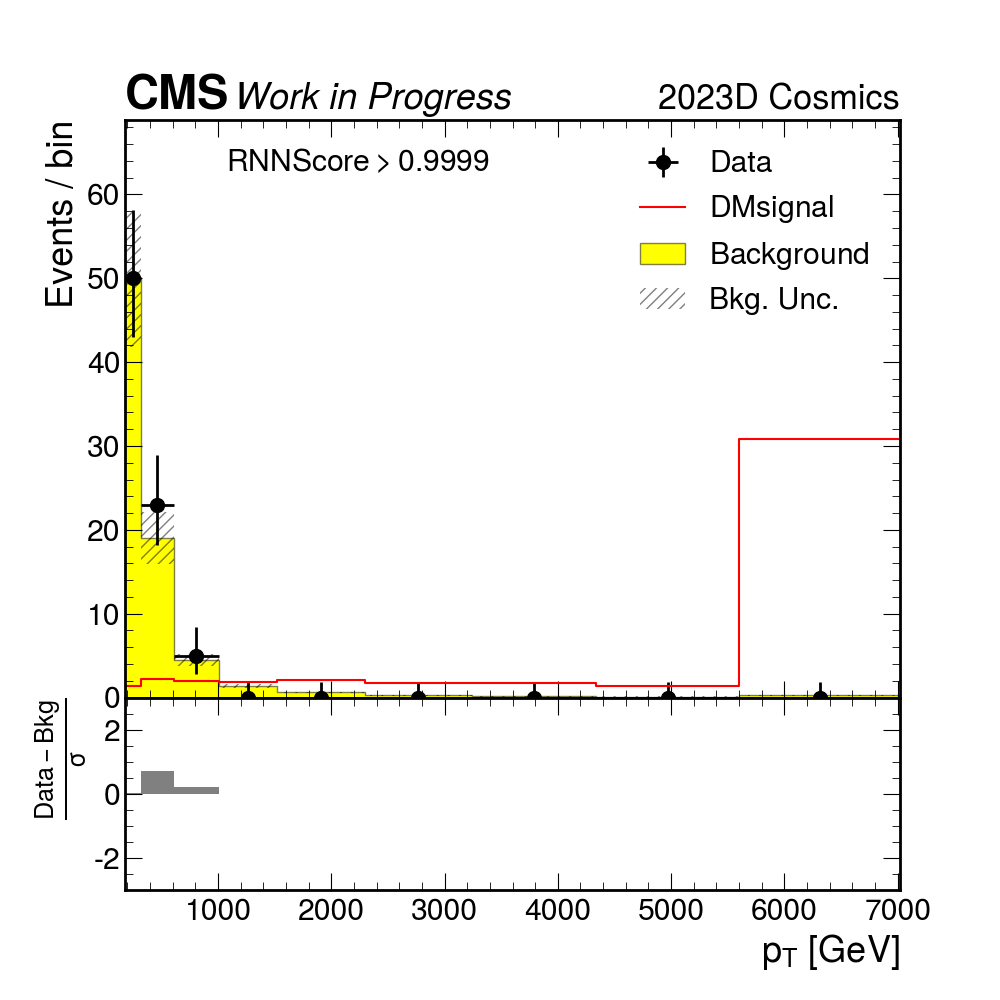 CMS Work in Progress 2023D Cosmics
Events / bin
RNNScore > 0.9999
Data
DMsignal
Background
Bkg. Unc.
60
50
40
30
20
10
0
Data – Bkg
σ
2
0
-2
1000 2000 3000 4000 5000 6000 7000
pT [GeV]